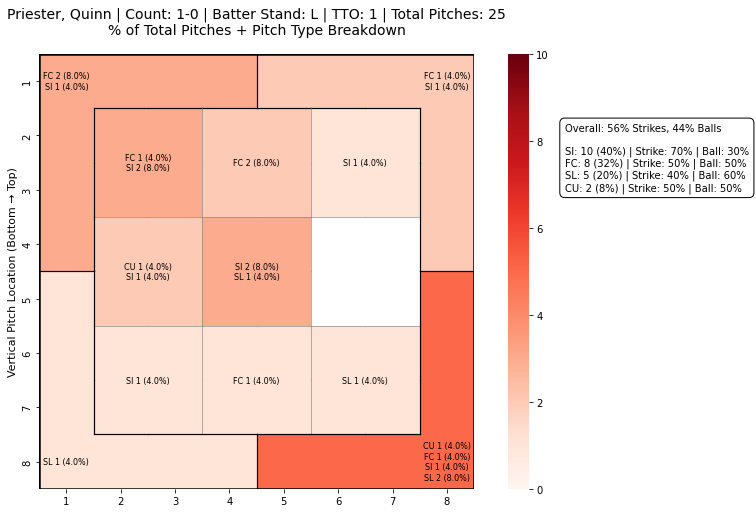 Priester, Quinn | Count: 1-0 | Batter Stand: L | TTO: 1 | Total Pitches: 25
% of Total Pitches + Pitch Type Breakdown
FC 2 (8.0%)
SI 1 (4.0%)
FC 1 (4.0%)
SI 1 (4.0%)
FC 1 (4.0%)
SI 2 (8.0%)
FC 2 (8.0%)
SI 1 (4.0%)
CU 1 (4.0%)
SI 1 (4.0%)
SI 2 (8.0%)
SL 1 (4.0%)
SI 1 (4.0%)
FC 1 (4.0%)
SL 1 (4.0%)
SL 1 (4.0%)
CU 1 (4.0%)
FC 1 (4.0%)
SI 1 (4.0%)
SL 2 (8.0%)
Vertical Pitch Location (Bottom → Top)
1
2
3
4
5
6
7
8
1 2 3 4 5 6 7 8
10
8
6
4
2
0
Overall: 56% Strikes, 44% Balls
SI: 10 (40%) | Strike: 70% | Ball: 30%
FC: 8 (32%) | Strike: 50% | Ball: 50%
SL: 5 (20%) | Strike: 40% | Ball: 60%
CU: 2 (8%) | Strike: 50% | Ball: 50%